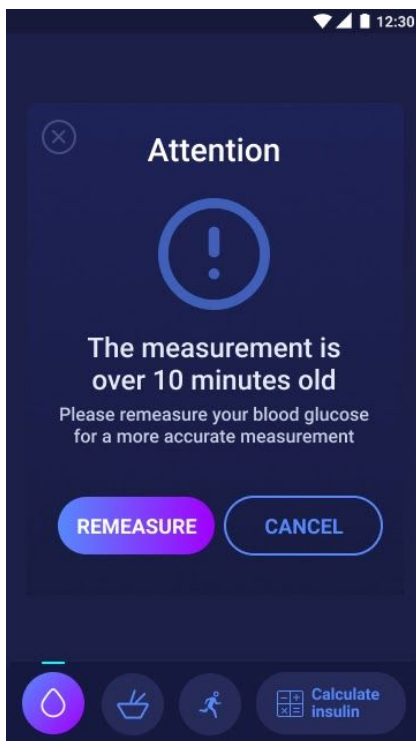 12:30
Attention
The measurement is
over 10 minutes old
Please remeasure your blood glucose
for a more accurate measurement
REMEASURE
CANCEL
Calculate
insulin